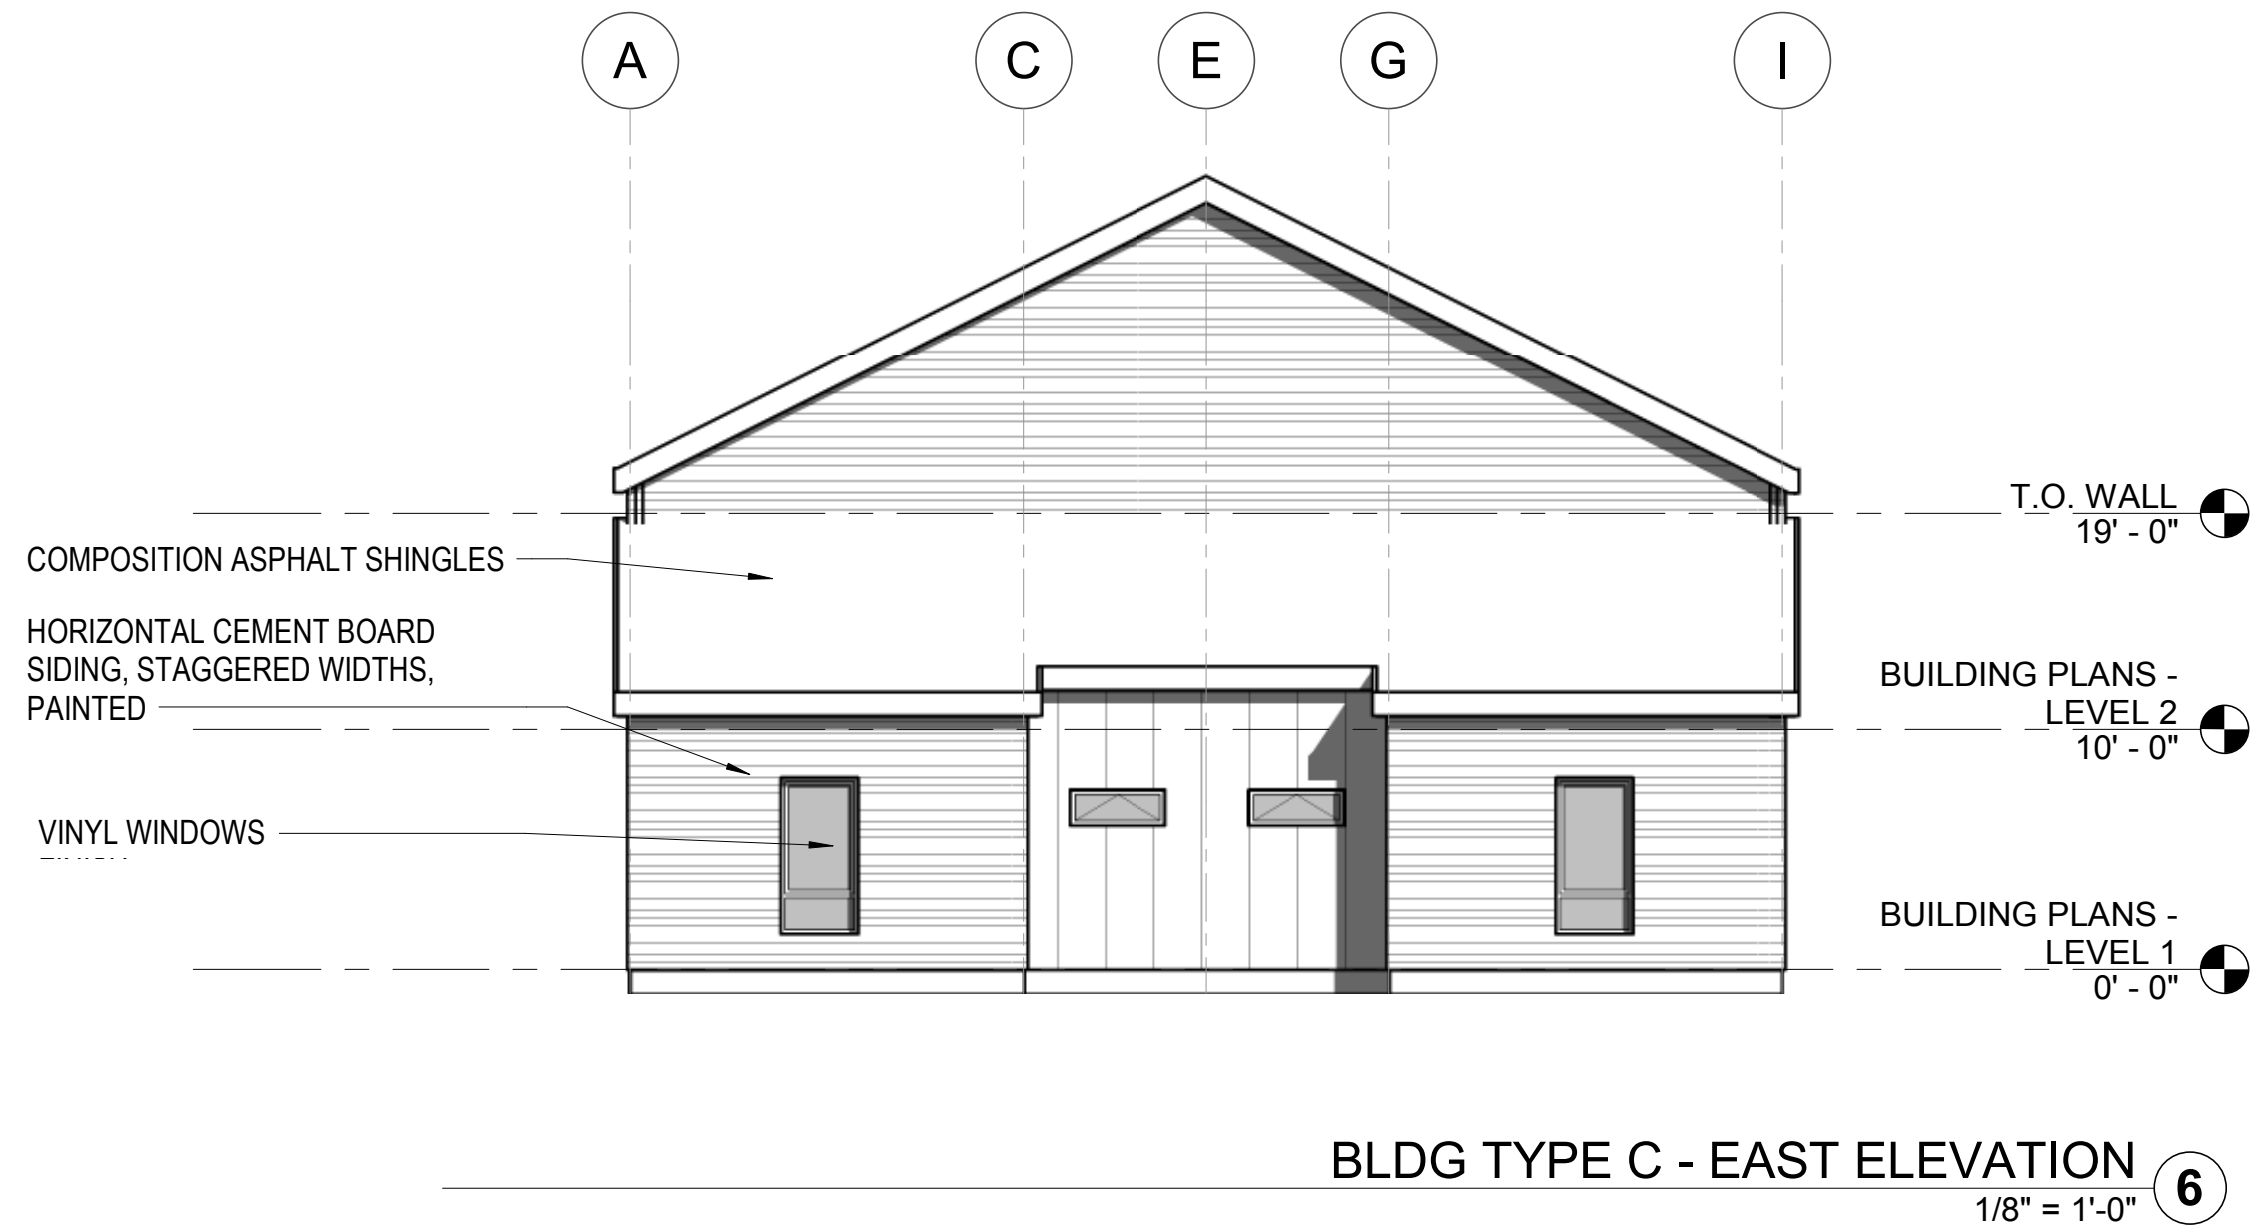 A
C
E
G
I
T.O. WALL
19' - 0"
COMPOSITION ASPHALT SHINGLES
HORIZONTAL CEMENT BOARD
SIDING, STAGGERED WIDTHS,
PAINTED
BUILDING PLANS -
LEVEL 2
10' - 0"
VINYL WINDOWS
BUILDING PLANS -
LEVEL 1
0' - 0"
BLDG TYPE C - EAST ELEVATION
6
1/8" = 1'-0"